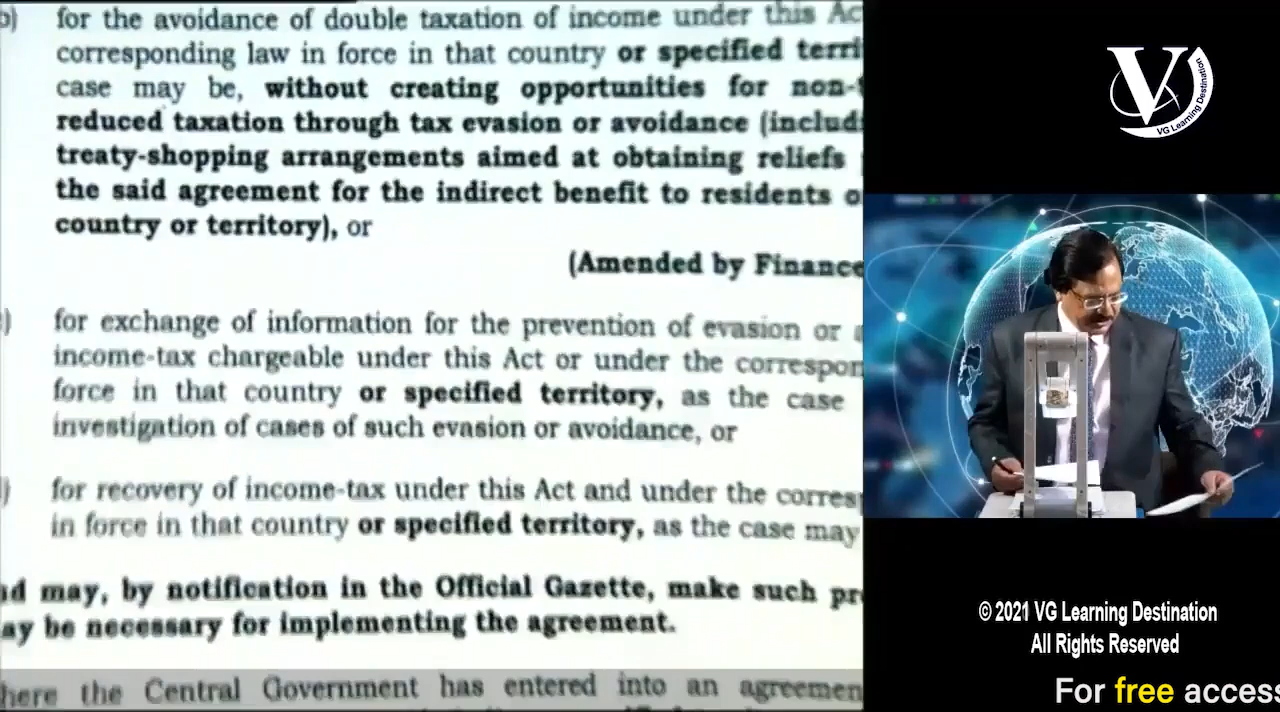 b) for the avoidance of double taxation of income under this Ac
corresponding law in force in that country or specified terri
case may be, without creating opportunities for non-t
reduced taxation through tax evasion or avoidance (includi
treaty-shopping arrangements aimed at obtaining reliefs
the said agreement for the indirect benefit to residents o
country or territory), or
(Amended by Finance
) for exchange of information for the prevention of evasion or a
income-tax chargeable under this Act or under the correspon
force in that country or specified territory, as the case
investigation of cases of such evasion or avoidance, or
) for recovery of income-tax under this Act and under the corres
in force in that country or specified territory, as the case may
nd may, by notification in the Official Gazette, make such pro
ay be necessary for implementing the agreement.
here the Central Government has entered into an agreemen
V
VG Learning Destination
© 2021 VG Learning Destination
All Rights Reserved
For free access